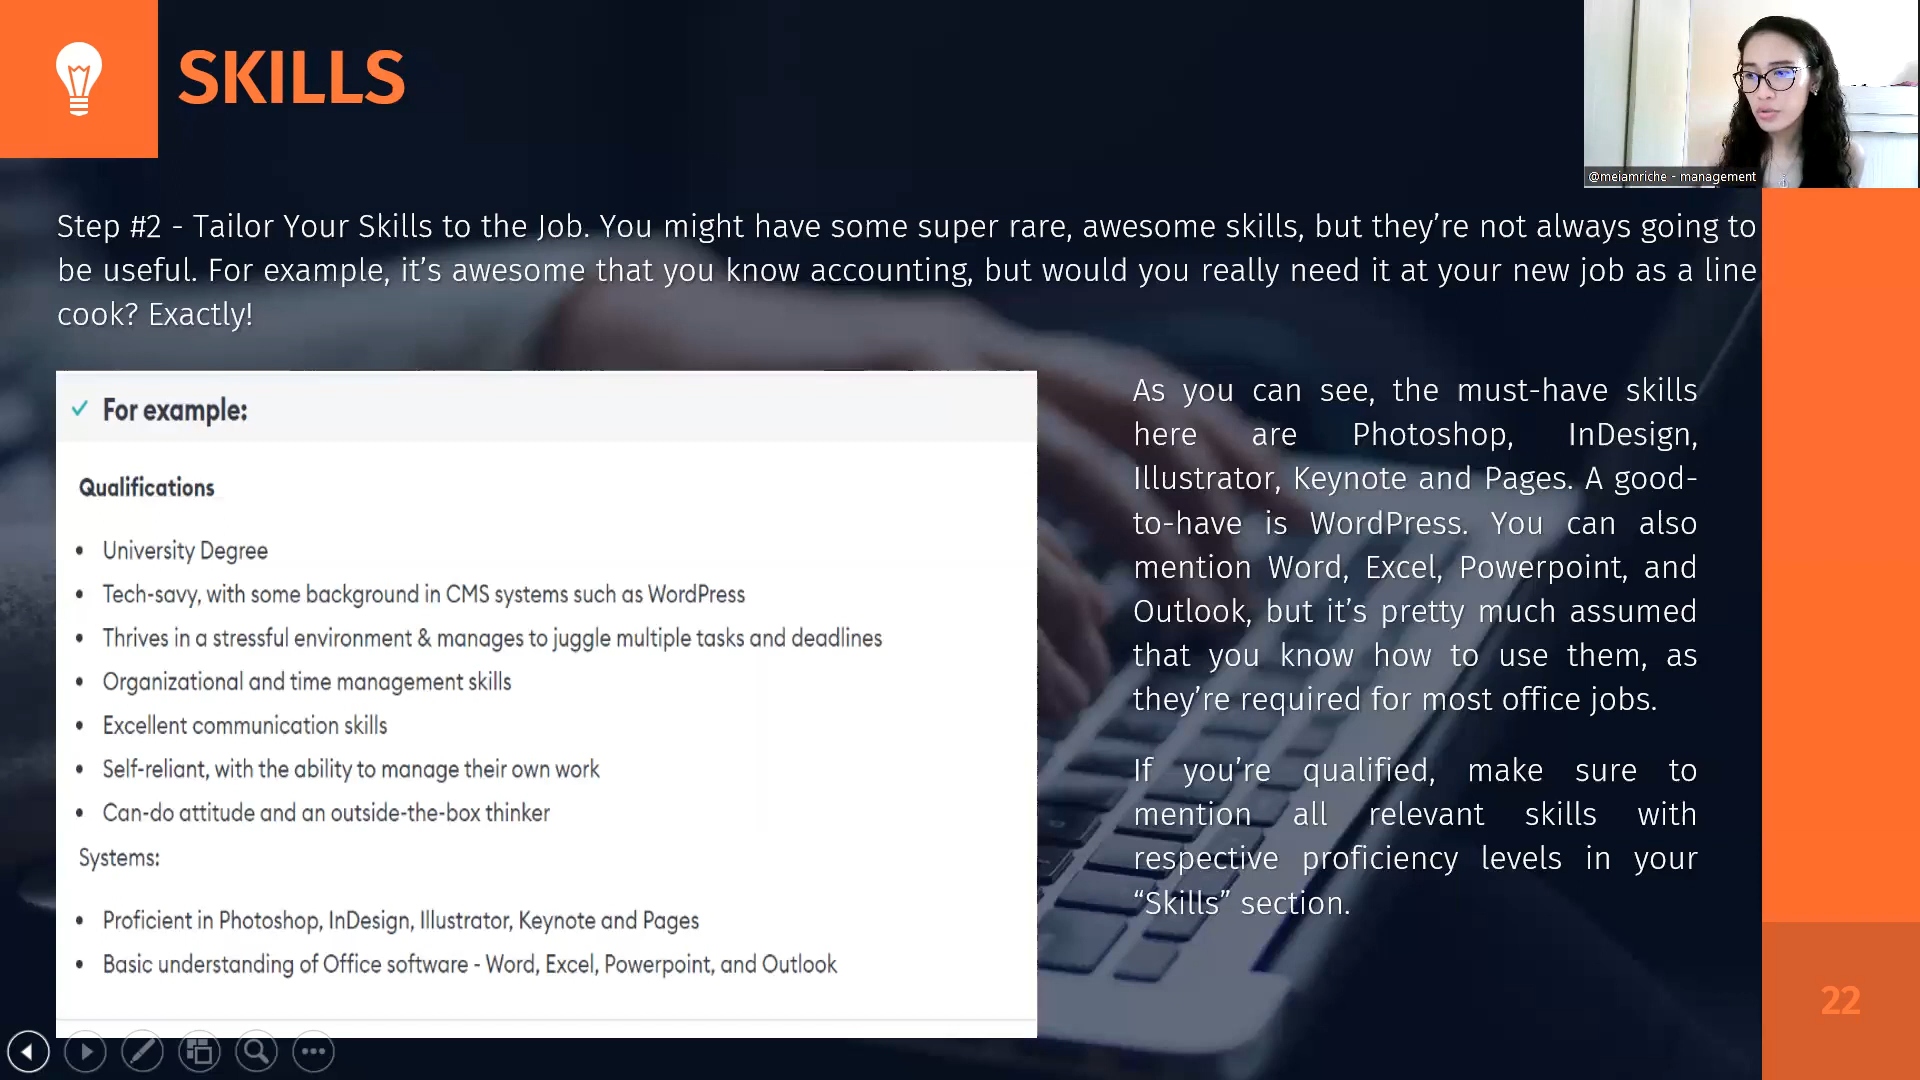 SKILLS
@meiamriche - management
Step #2 - Tailor Your Skills to the Job. You might have some super rare, awesome skills, but they’re not always going to
be useful. For example, it’s awesome that you know accounting, but would you really need it at your new job as a line
cook? Exactly!
For example:
Qualifications
• University Degree
• Tech-savy, with some background in CMS systems such as WordPress
• Thrives in a stressful environment & manages to juggle multiple tasks and deadlines
• Organizational and time management skills
• Excellent communication skills
• Self-reliant, with the ability to manage their own work
• Can-do attitude and an outside-the-box thinker
Systems:
• Proficient in Photoshop, InDesign, Illustrator, Keynote and Pages
• Basic understanding of Office software - Word, Excel, Powerpoint, and Outlook
As you can see, the must-have skills
here are Photoshop, InDesign,
Illustrator, Keynote and Pages. A good-
to-have is WordPress. You can also
mention Word, Excel, Powerpoint, and
Outlook, but it’s pretty much assumed
that you know how to use them, as
they’re required for most office jobs.
If you’re qualified, make sure to
mention all relevant skills with
respective proficiency levels in your
“Skills” section.
22